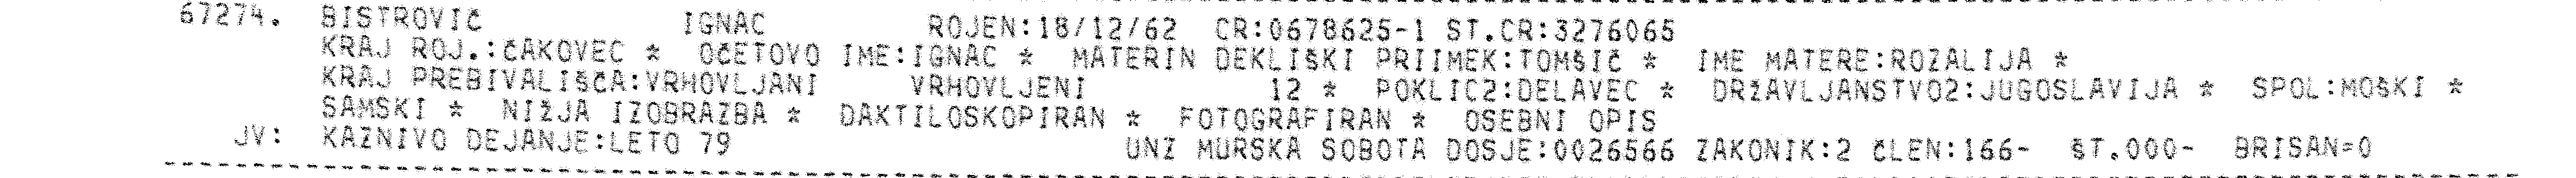 67274. BISTROVIČ IGNAC ROJEN:18/12/62 CR:0678625-1 ST.CR:3276065
KRAJ ROJ.:ČAKOVEC * OČETOVO IME:IGNAC * MATERIN DEKLIŠKI PRIIMEK:TOMŠIČ * IME MATERE:ROZALIJA *
KRAJ PREBIVALIŠČA:VRHOVLJANI VRHOVLJENI 12 * POKLIC2:DELAVEC * DRŽAVLJANSTVO2:JUGOSLAVIJA * SPOL:MOŠKI *
SAMSKI * NIŽJA IZOBRAZBA * DAKTILOSKOPIRAN * FOTOGRAFIRAN * OSEBNI OPIS
JV: KAZNIVO DEJANJE:LETO 79 UNZ MURSKA SOBOTA DOSJE:0026566 ZAKONIK:2 ČLEN:166- ŠT.000- BRISAN=0